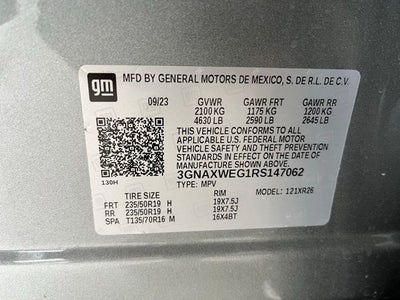 gm MFD BY GENERAL MOTORS DE MEXICO, S. DE R.L. DE C.V.
09/23 GVWR GAWR FRT GAWR RR
2100 KG 1175 KG 1200 KG
4630 LB 2590 LB 2645 LB
THIS VEHICLE CONFORMS TO ALL
APPLICABLE U.S. FEDERAL MOTOR
VEHICLE SAFETY AND THEFT
PREVENTION STANDARDS IN
EFFECT ON THE DATE OF
MANUFACTURE SHOWN ABOVE.
3GNAXWEG1RS147062
130H TYPE: MPV MODEL: 121XR26
TIRE SIZE RIM
FRT 235/50R19 H 19X7.5J
RR 235/50R19 H 19X7.5J
SPA T135/70R16 M 16X4BT